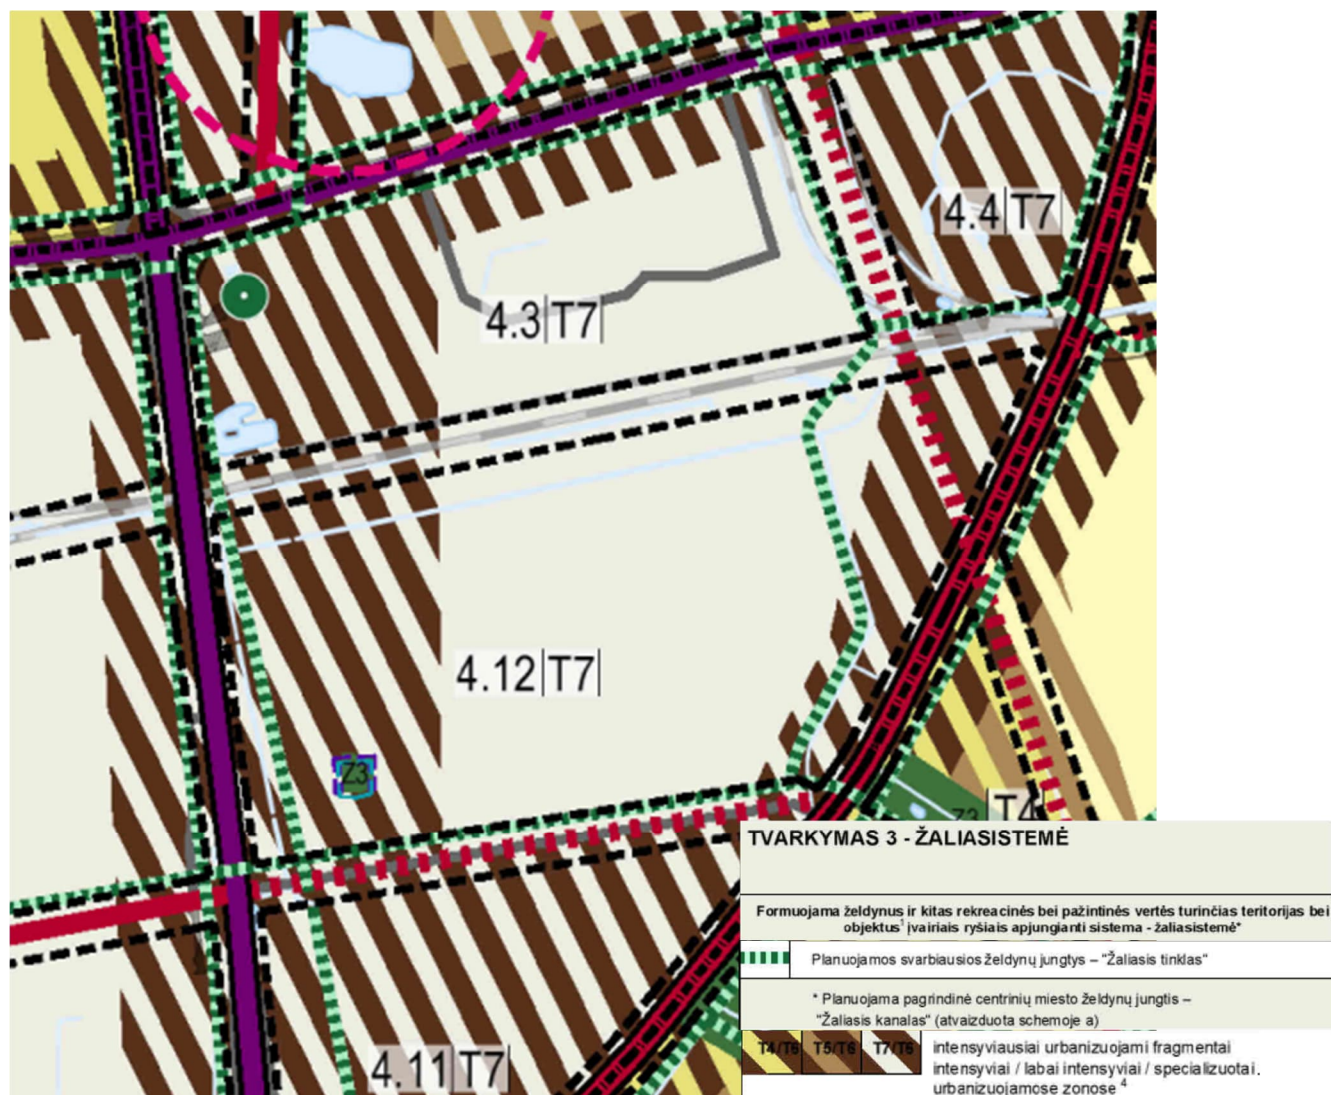 4.4|T7
4.3|T7
4.12|T7
Z3
T4
4.11|T7
TVARKYMAS 3 - ŽALIASISTEMĖ
Formuojama želdynus ir kitas rekreacinės bei pažintinės vertės turinčias teritorijas bei
objektus¹ įvairiais ryšiais apjungianti sistema - žaliasistemė*
Planuojamos svarbiausios želdynų jungtys – "Žaliasis tinklas"
* Planuojama pagrindinė centrinių miesto želdynų jungtis –
"Žaliasis kanalas" (atvaizduota schemoje a)
T4/T6 T5/T6 T7/T6
intensyviausiai urbanizuojami fragmentai
intensyviai / labai intensyviai / specializuotai.
urbanizuojamose zonose ⁴